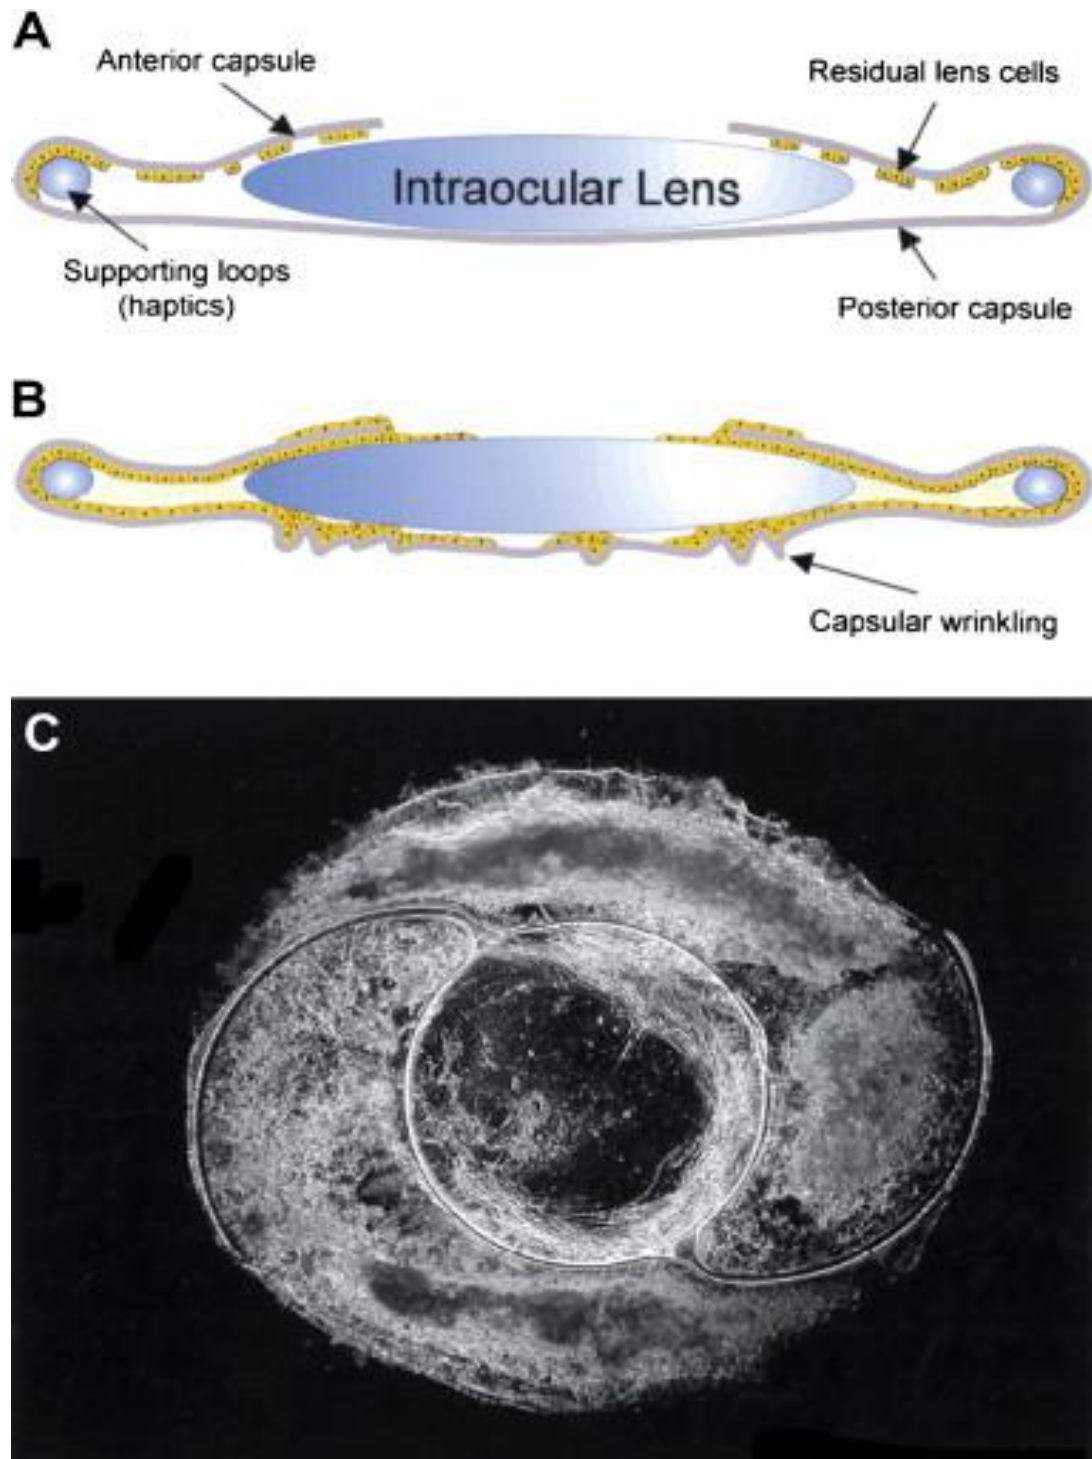 A
Anterior capsule
Residual lens cells
Intraocular Lens
Supporting loops
(haptics)
Posterior capsule
B
Capsular wrinkling
C